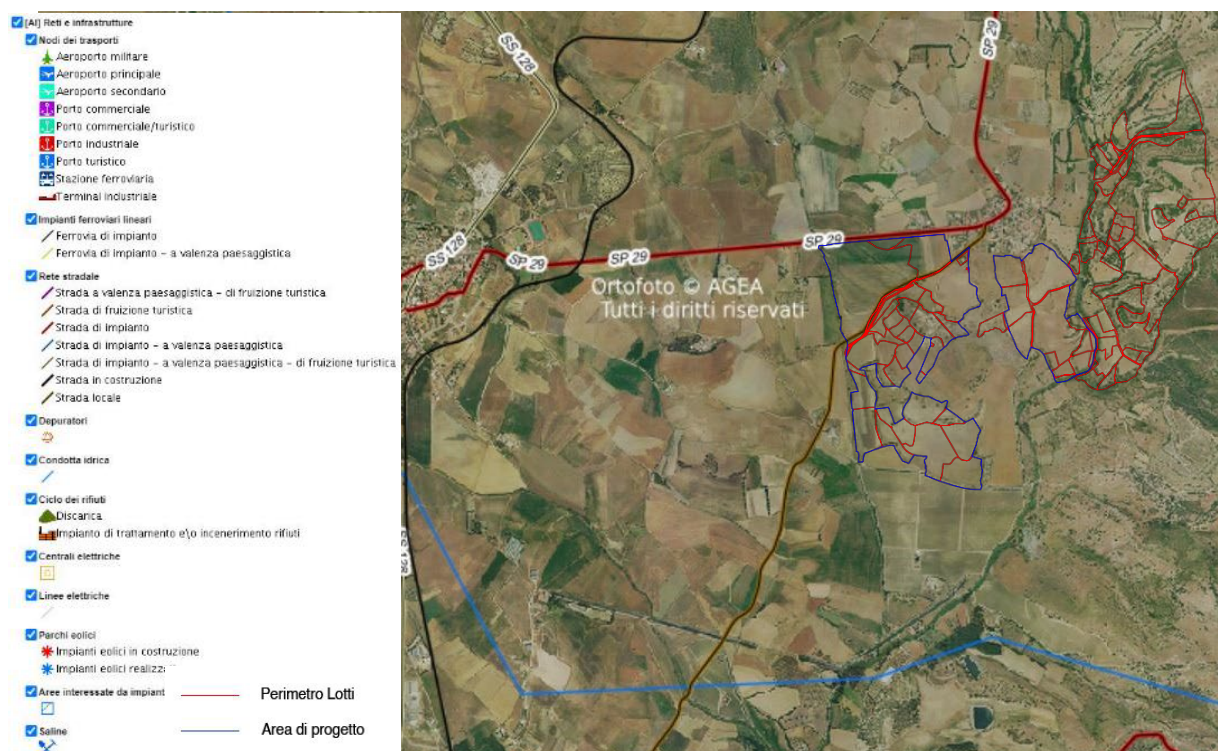 [AI] Reti e infrastrutture
Nodi dei trasporti
Aeroporto militare
Aeroporto principale
Aeroporto secondario
Porto commerciale
Porto commerciale/turistico
Porto industriale
Porto turistico
Stazione ferroviaria
Terminal industriale
Impianti ferroviari lineari
Ferrovia di impianto
Ferrovia di impianto - a valenza paesaggistica
Rete stradale
Strada a valenza paesaggistica - di fruizione turistica
Strada di fruizione turistica
Strada di impianto
Strada di impianto - a valenza paesaggistica
Strada di impianto - a valenza paesaggistica - di fruizione turistica
Strada in costruzione
Strada locale
Depuratori
Condotta idrica
Ciclo dei rifiuti
Discarica
Impianto di trattamento e\o incenerimento rifiuti
Centrali elettriche
Linee elettriche
Parchi eolici
Impianti eolici in costruzione
Impianti eolici realizz
Aree interessate da impiant
Perimetro Lotti
Area di progetto
Saline
SS 128
SP 29
SS 128
SP 29
SP 29
SP 29
Ortofoto © AGEA
Tutti i diritti riservati
SS 128